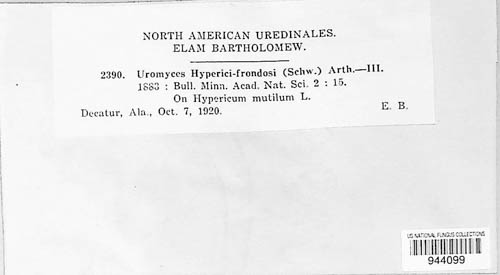 NORTH AMERICAN UREDINALES.
ELAM BARTHOLOMEW.
2390. Uromyces Hyperici-frondosi (Schw.) Arth.—III.
1883 : Bull. Minn. Acad. Nat. Sci. 2 : 15.
On Hypericum mutilum L.
Decatur, Ala., Oct. 7, 1920. E. B.
US NATIONAL FUNGUS COLLECTIONS
944099